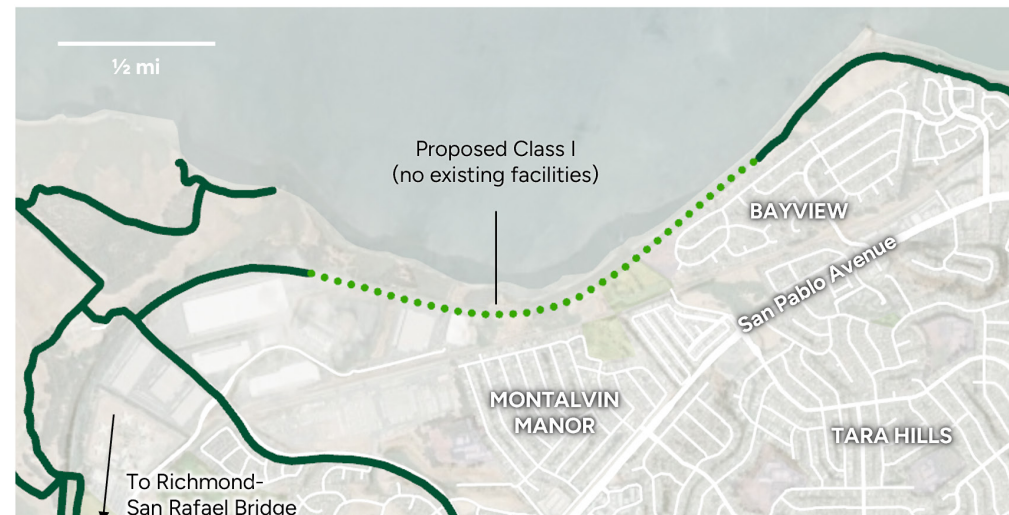 ½ mi
Proposed Class I
(no existing facilities)
BAYVIEW
San Pablo Avenue
MONTALVIN
MANOR
TARA HILLS
To Richmond-
San Rafael Bridge